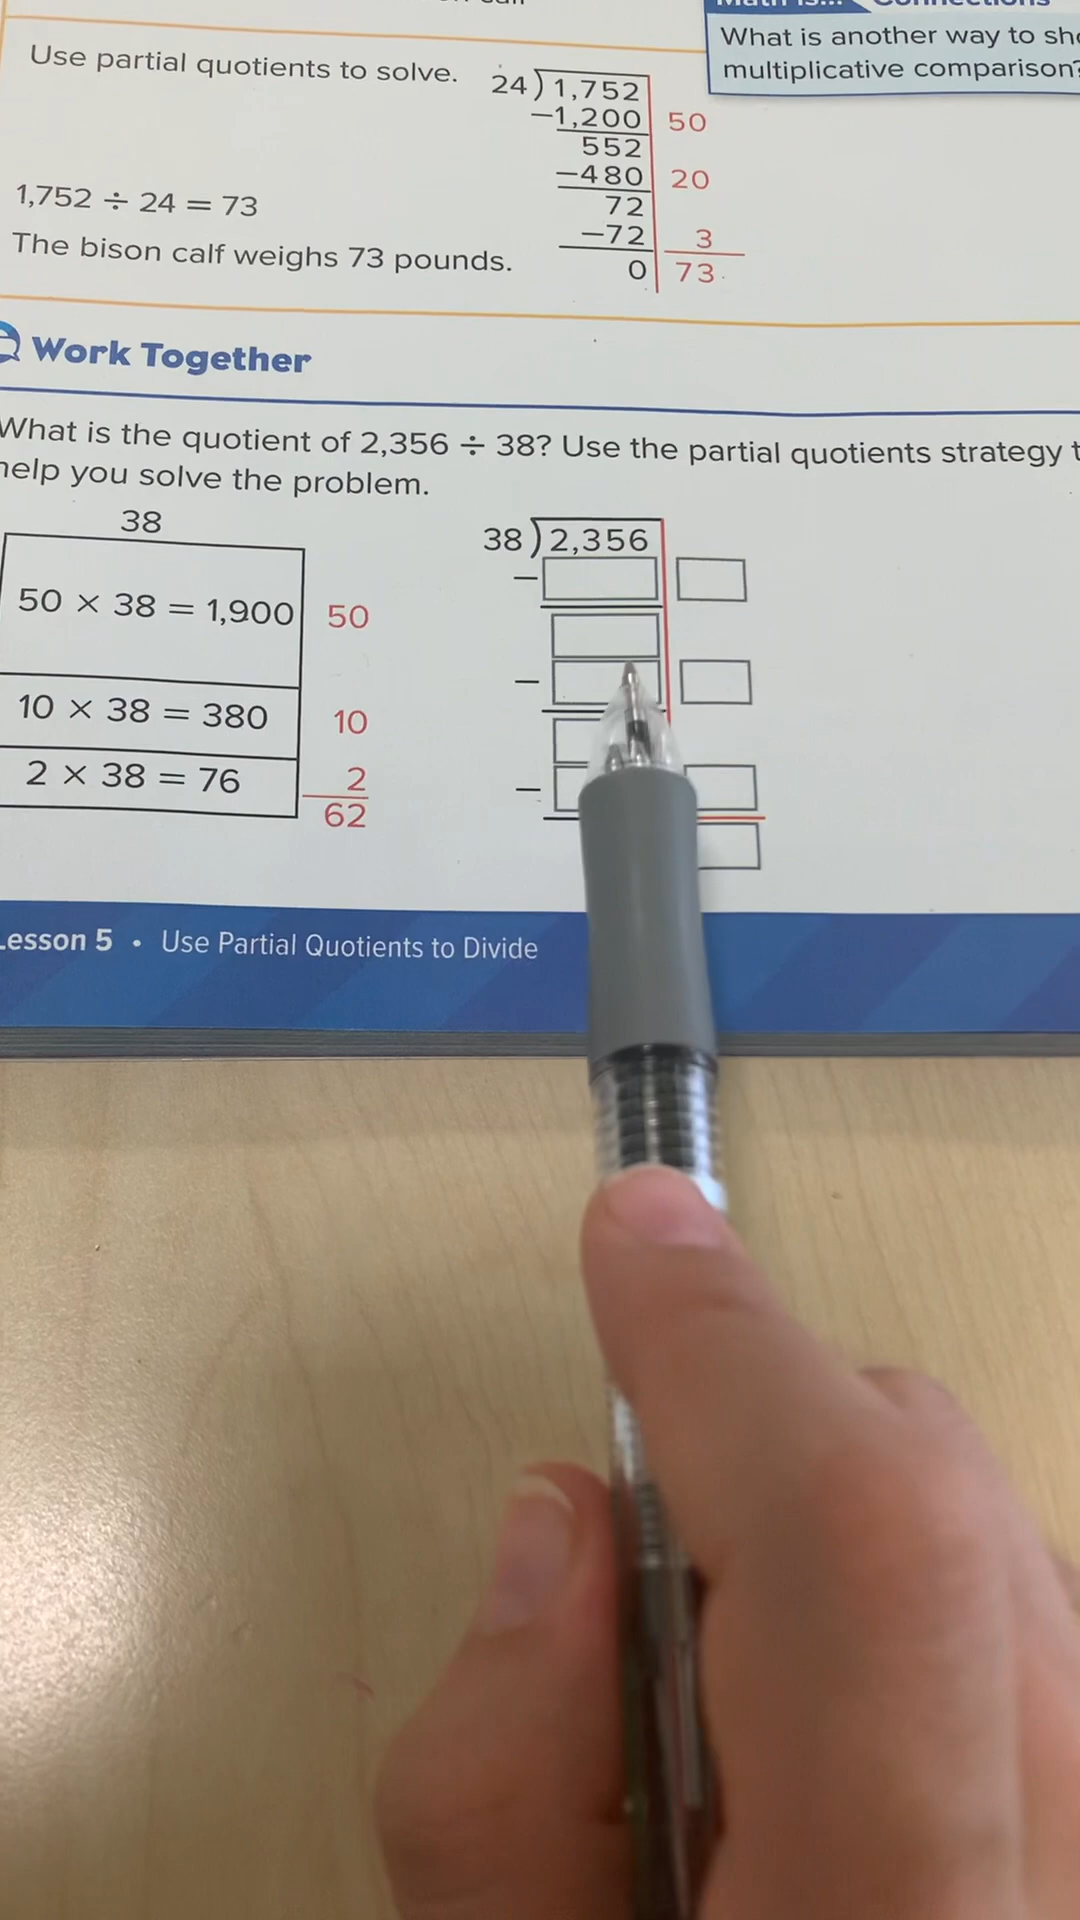 Use partial quotients to solve.
24)1,752
−1,200 50
552
−480 20
72
−72 3
0 73
1,752 ÷ 24 = 73
The bison calf weighs 73 pounds.
What is another way to
multiplicative comparison?
Work Together
What is the quotient of 2,356 ÷ 38? Use the partial quotients strategy
help you solve the problem.
38
50 × 38 = 1,900 50
10 × 38 = 380 10
2 × 38 = 76 2
62
38)2,356
−
−
−
Lesson 5 • Use Partial Quotients to Divide